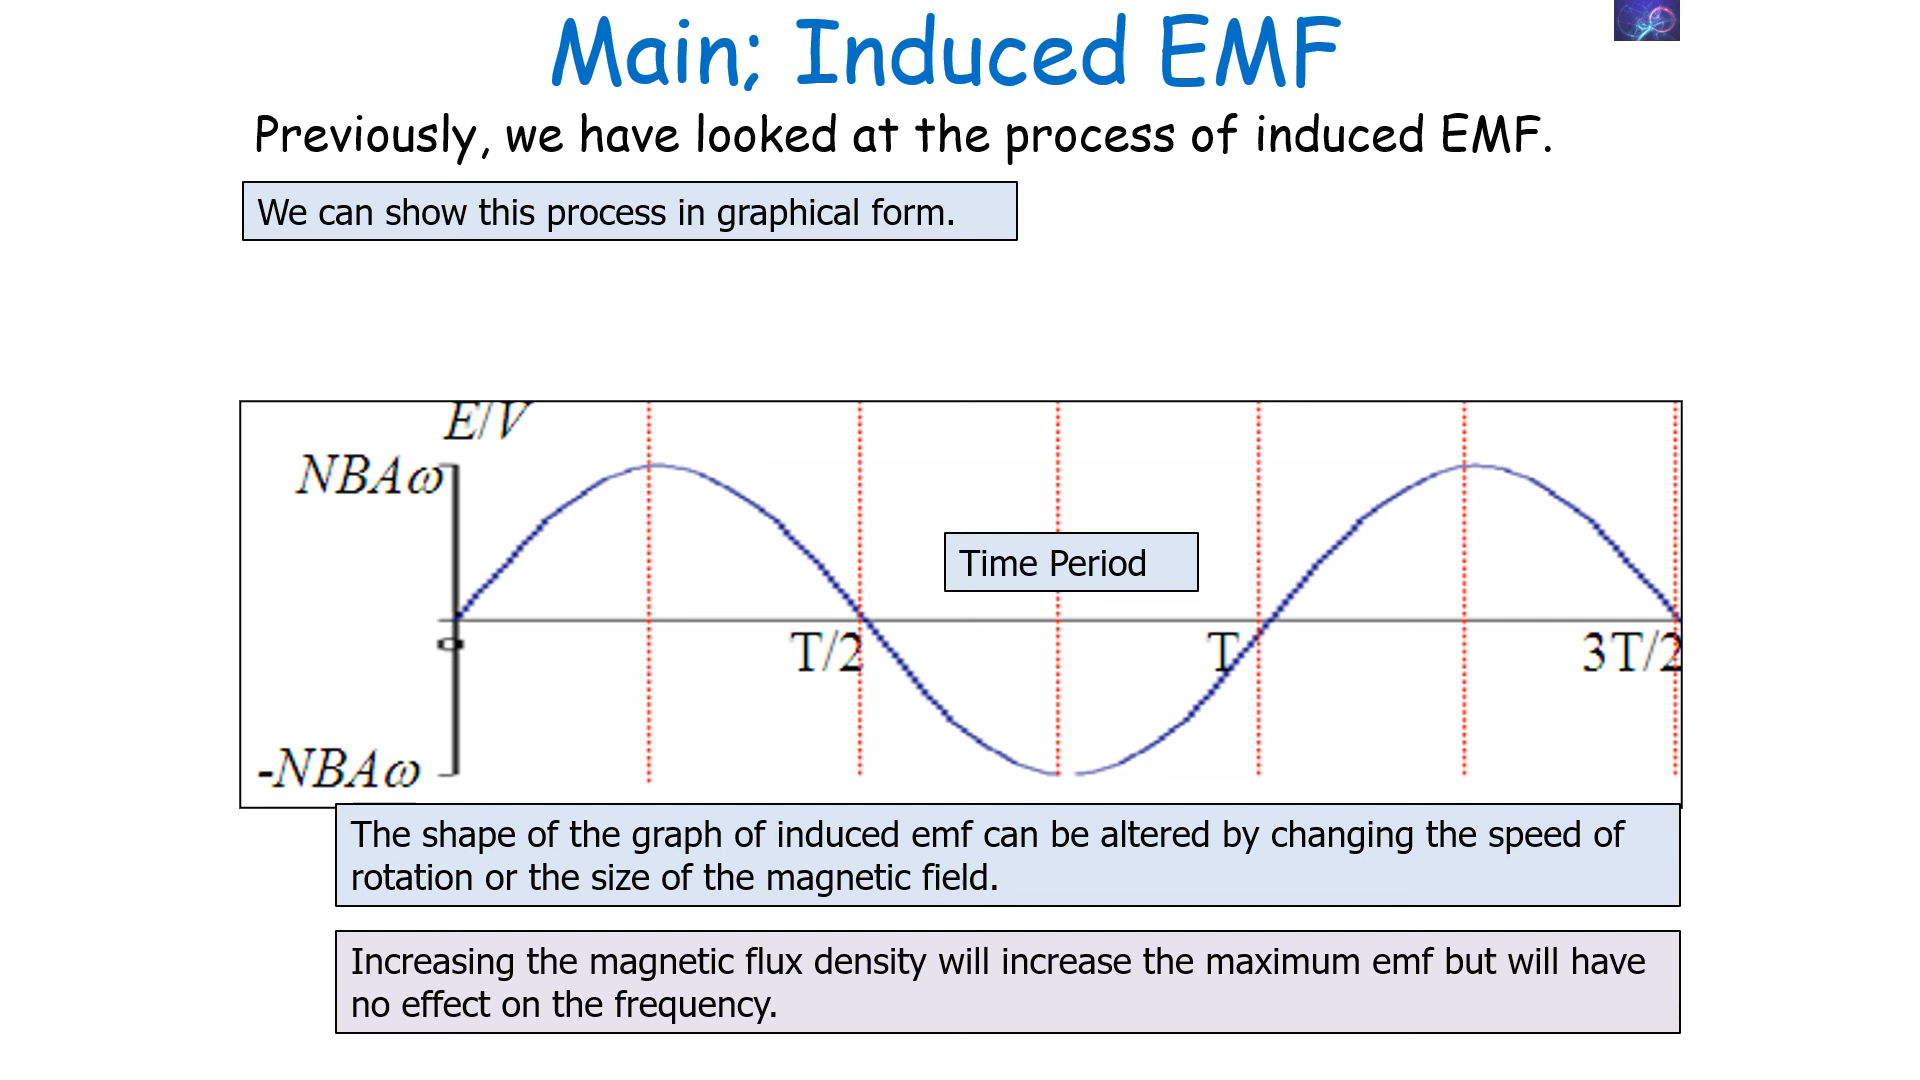 Main; Induced EMF
Previously, we have looked at the process of induced EMF.
We can show this process in graphical form.
E/V
NBAω
Time Period
0
T/2
T
3T/2
-NBAω
The shape of the graph of induced emf can be altered by changing the speed of
rotation or the size of the magnetic field.
Increasing the magnetic flux density will increase the maximum emf but will have
no effect on the frequency.